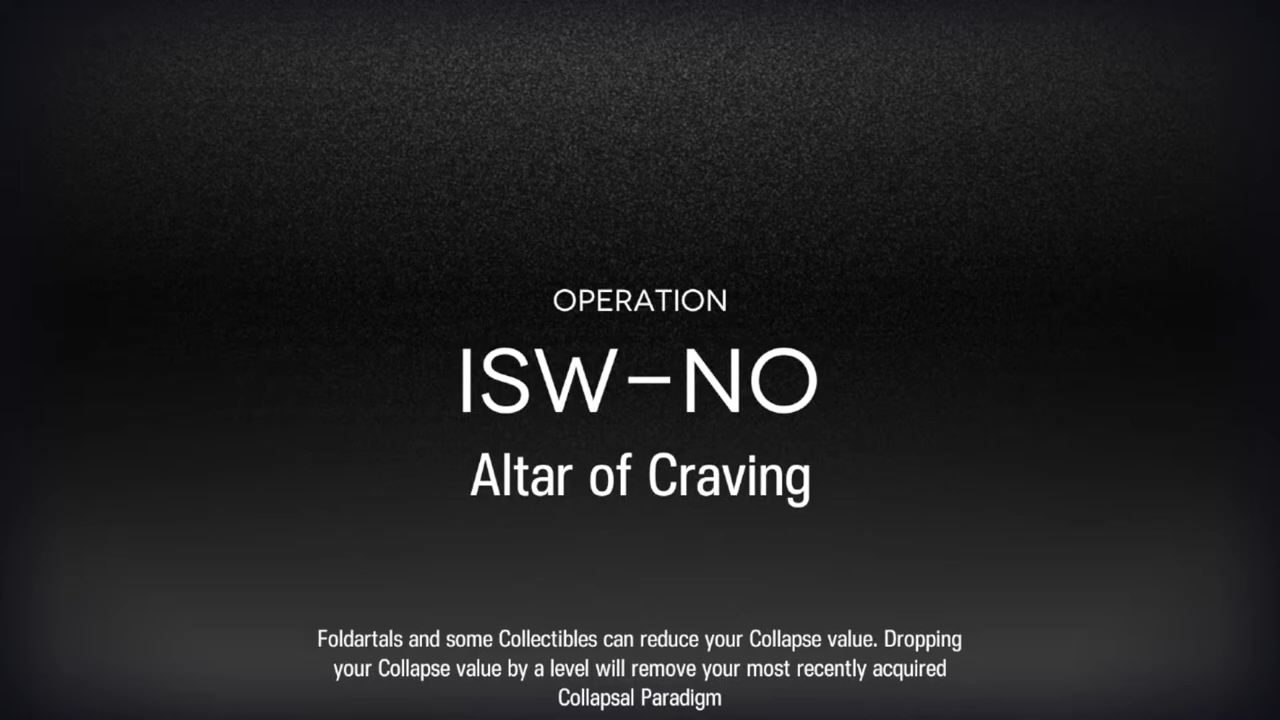 OPERATION
ISW-NO
Altar of Craving
Foldartals and some Collectibles can reduce your Collapse value. Dropping
your Collapse value by a level will remove your most recently acquired
Collapsal Paradigm